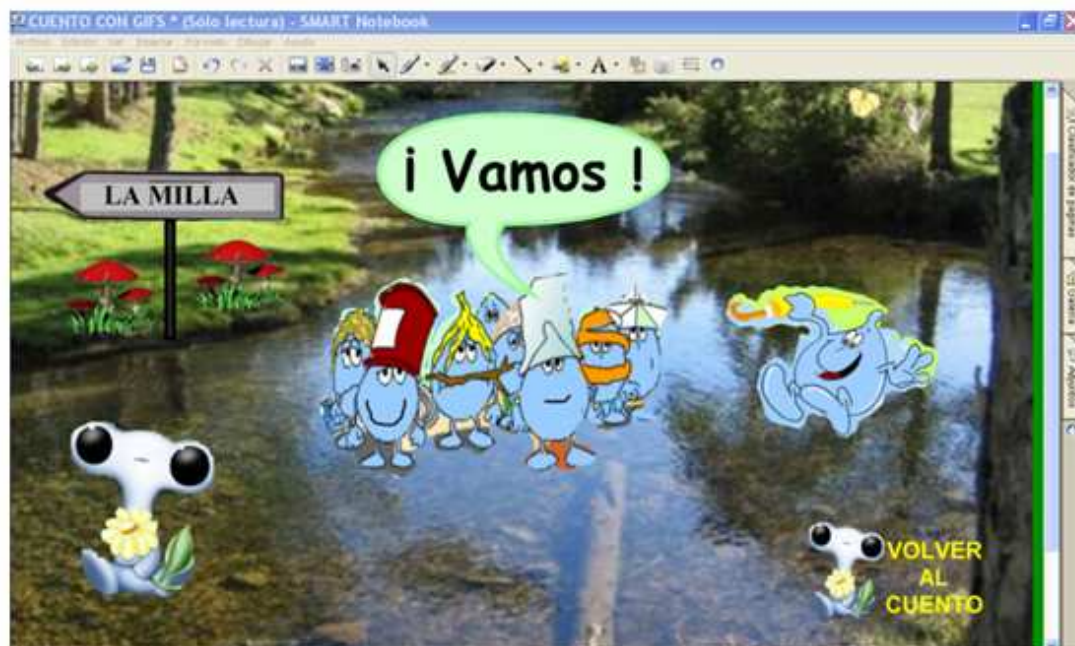 CUENTO CON GIFS * (Sólo lectura) - SMART Notebook
¡ Vamos !
LA MILLA
VOLVER
AL
CUENTO